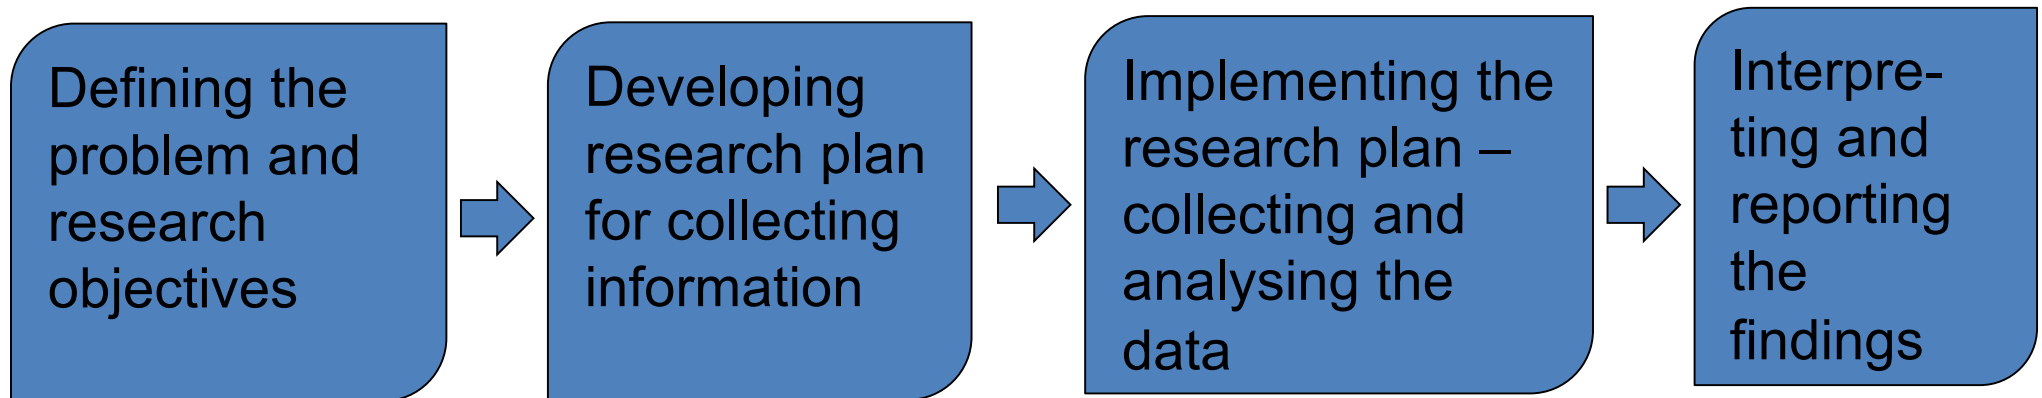 Defining the
problem and
research
objectives
Developing
research plan
for collecting
information
Implementing the
research plan –
collecting and
analysing the
data
Interpre-
ting and
reporting
the
findings